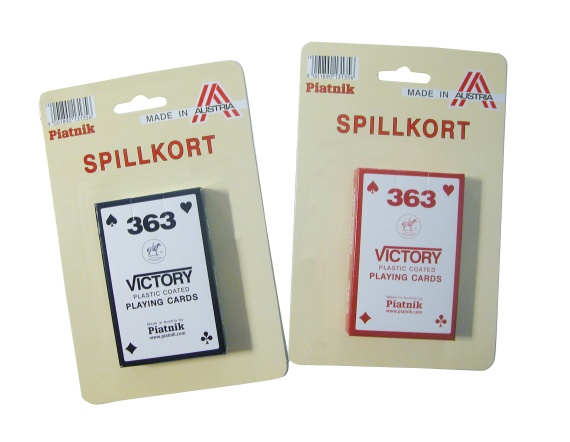 Piatnik
MADE IN AUSTRIA
SPILLKORT
363
VICTORY
PLASTIC COATED
PLAYING CARDS
Made in Austria by
Piatnik
www.piatnik.com
Piatnik
MADE IN AUSTRIA
SPILLKORT
363
VICTORY
PLASTIC COATED
PLAYING CARDS
Made in Austria by
Piatnik
www.piatnik.com